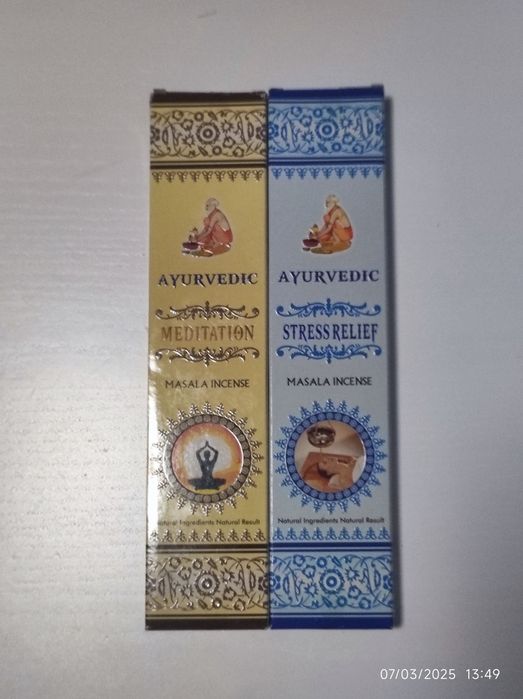 AYURVEDIC
MEDITATION
MASALA INCENSE
Natural Ingredients Natural Result
AYURVEDIC
STRESS RELIEF
MASALA INCENSE
Natural Ingredients Natural Result
07/03/2025 13:49